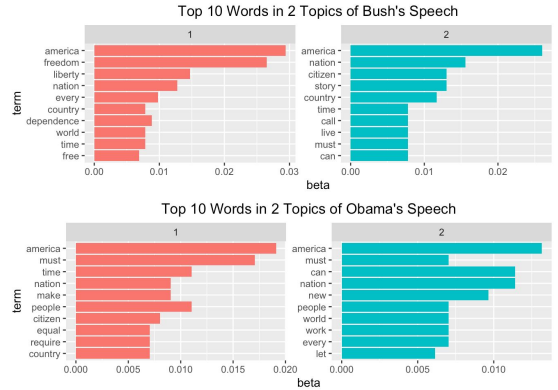 Top 10 Words in 2 Topics of Bush's Speech
1
2
term
america
freedom
liberty
nation
every
country
dependence
world
time
free
america
nation
citizen
story
country
time
call
live
must
can
0.00 0.01 0.02 0.03
0.00 0.01 0.02
beta
Top 10 Words in 2 Topics of Obama's Speech
1
2
term
america
must
time
nation
make
people
citizen
equal
require
country
america
must
can
nation
new
people
world
work
every
let
0.000 0.005 0.010 0.015 0.020
0.000 0.005 0.010
beta